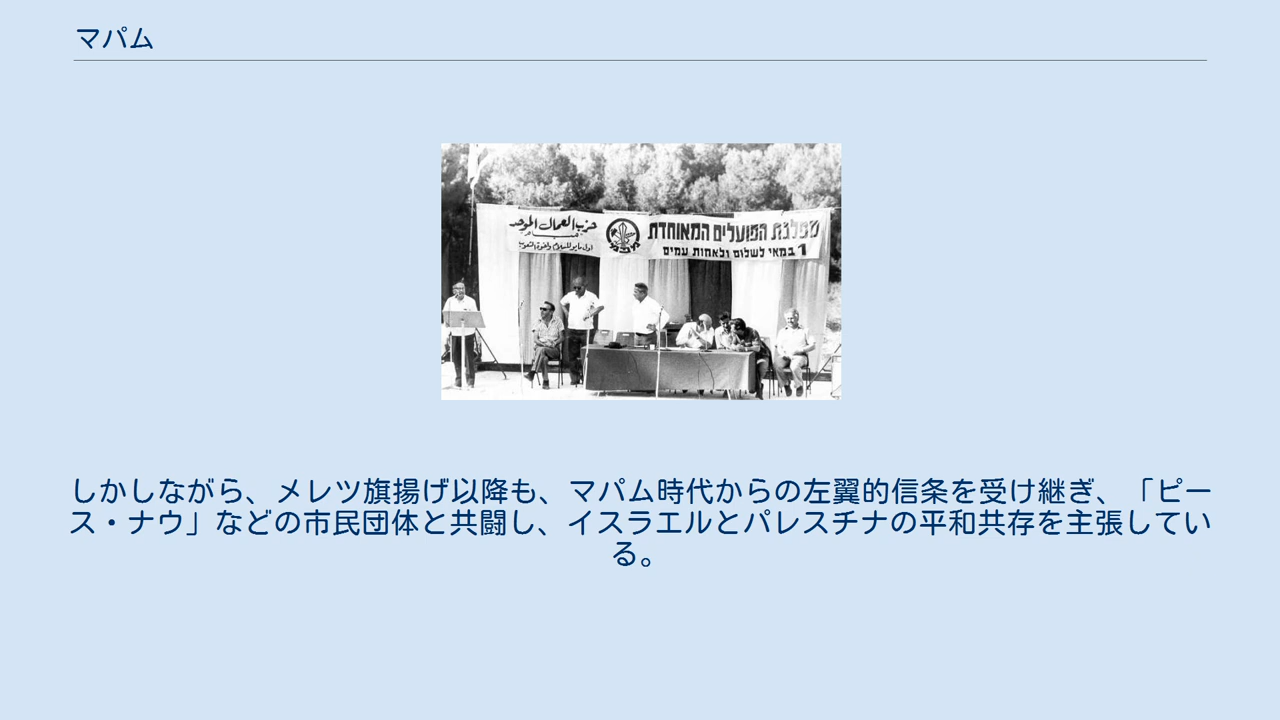 マパム
حزب العمال الموحد
מפלגת הפועלים המאוחדת
1 במאי לשלום ולאחות עמים
しかしながら、メレツ旗揚げ以降も、マパム時代からの左翼的信条を受け継ぎ、「ピー
ス・ナウ」などの市民団体と共闘し、イスラエルとパレスチナの平和共存を主張してい
る。